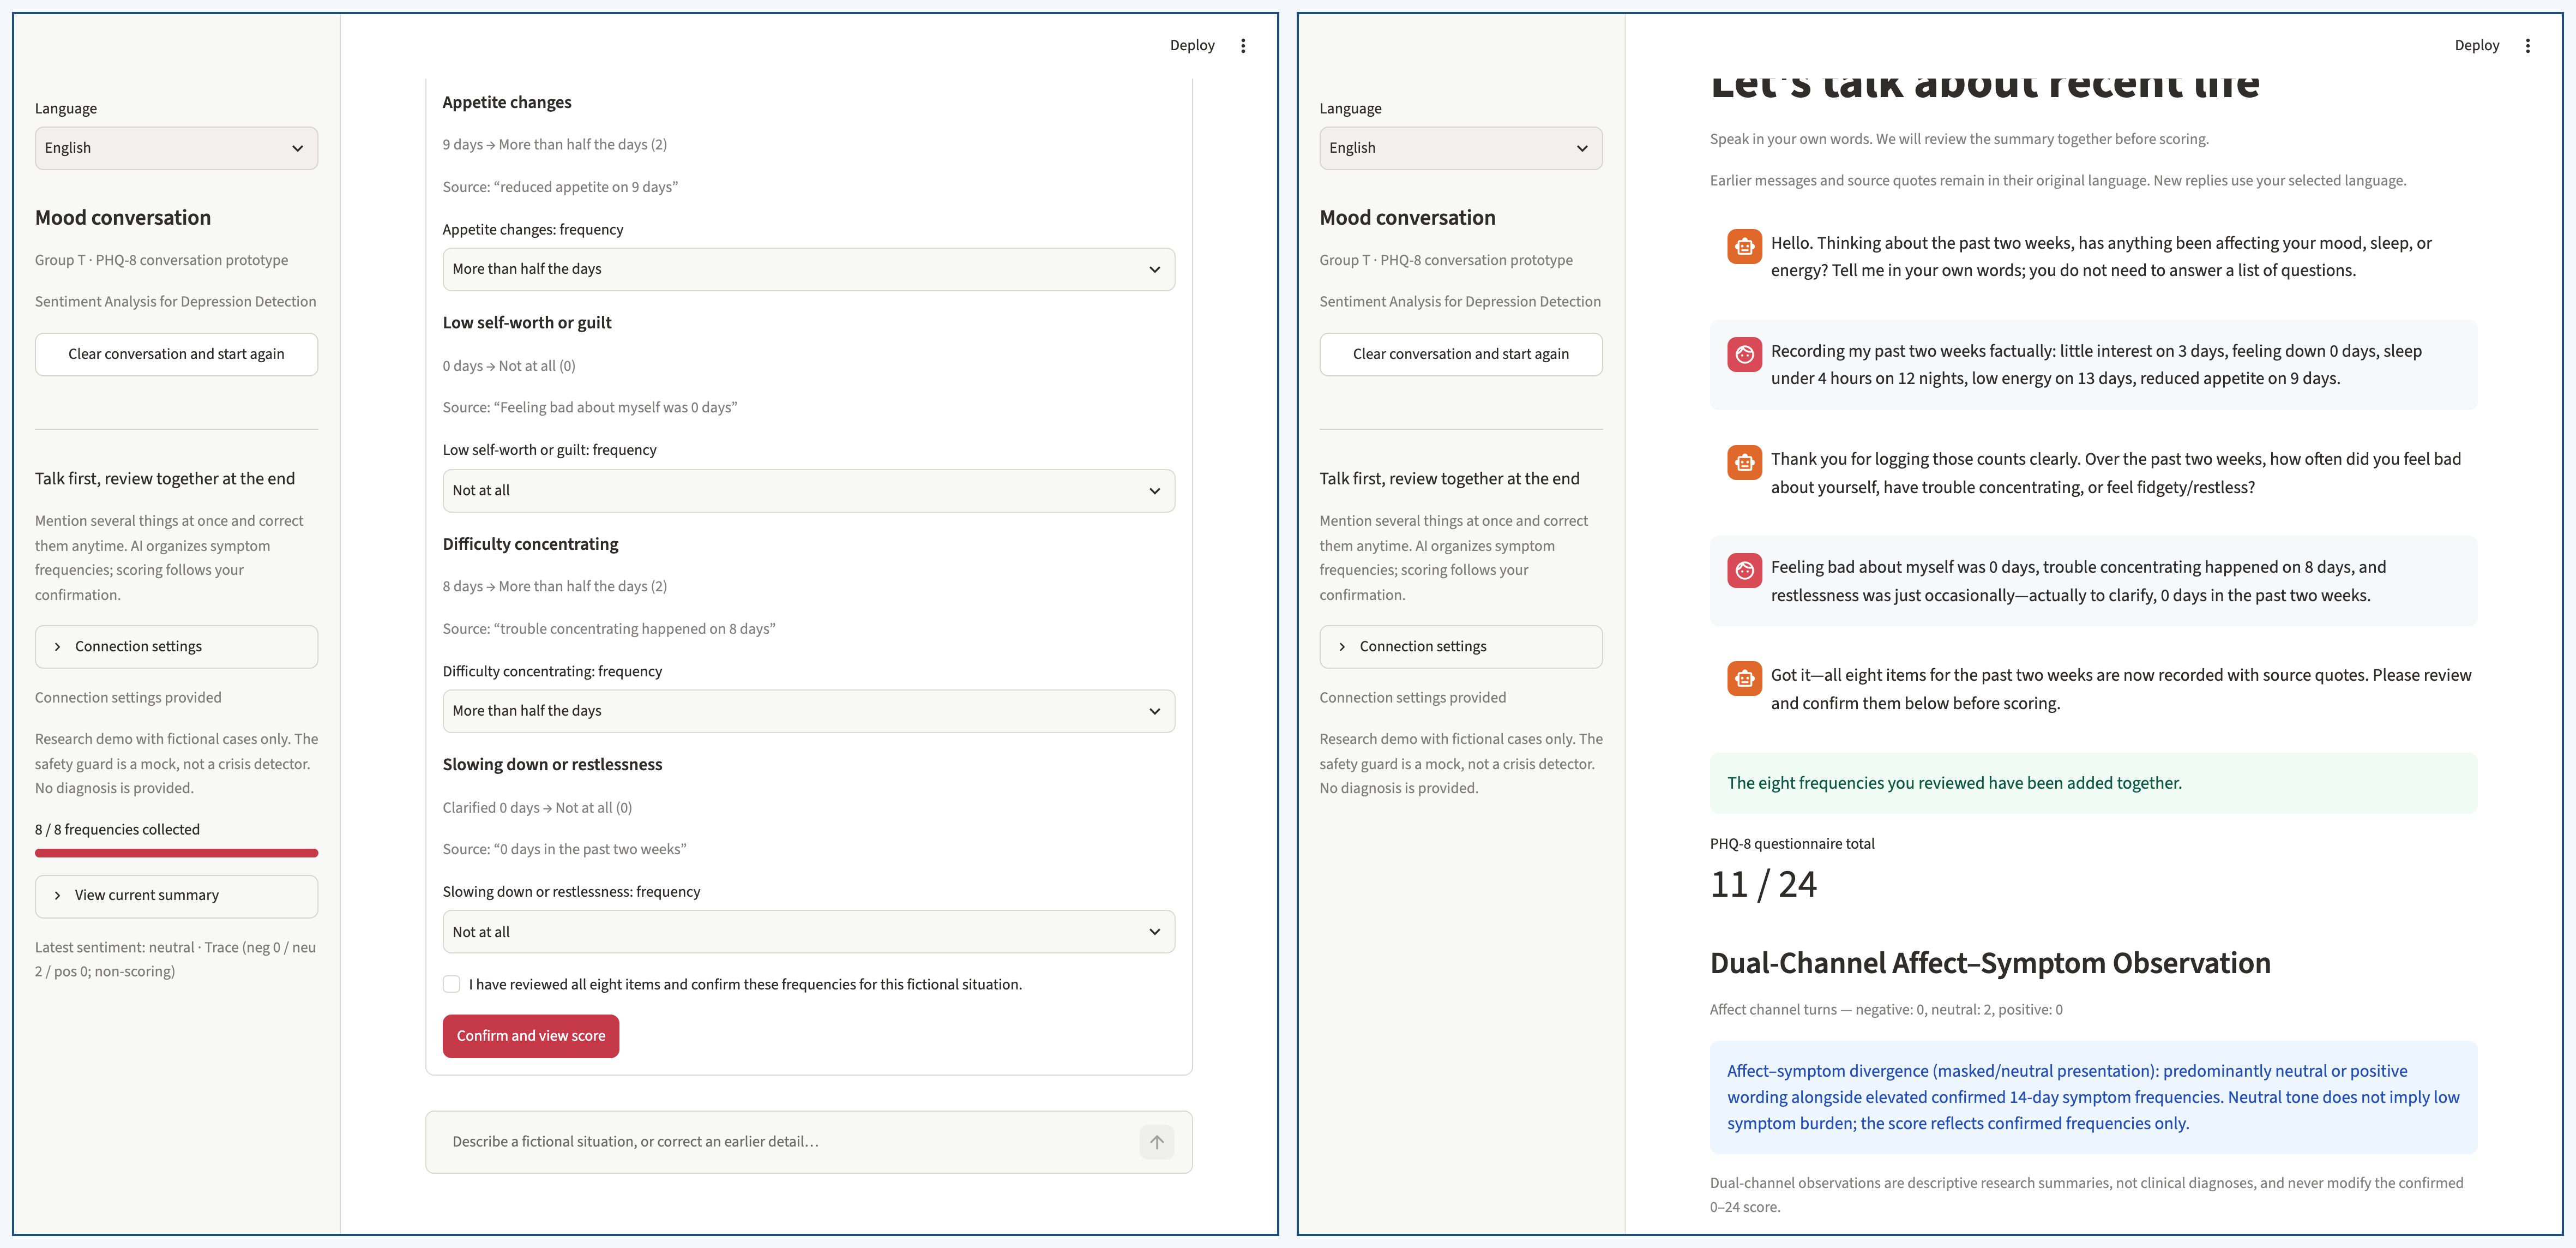 Deploy
Language
English
Mood conversation
Group T · PHQ-8 conversation prototype
Sentiment Analysis for Depression Detection
Clear conversation and start again
Talk first, review together at the end
Mention several things at once and correct
them anytime. AI organizes symptom
frequencies; scoring follows your
confirmation.
Connection settings
Connection settings provided
Research demo with fictional cases only. The
safety guard is a mock, not a crisis detector.
No diagnosis is provided.
8 / 8 frequencies collected
View current summary
Latest sentiment: neutral · Trace (neg 0 / neu
2 / pos 0; non-scoring)
Appetite changes
9 days → More than half the days (2)
Source: “reduced appetite on 9 days”
Appetite changes: frequency
More than half the days
Low self-worth or guilt
0 days → Not at all (0)
Source: “Feeling bad about myself was 0 days”
Low self-worth or guilt: frequency
Not at all
Difficulty concentrating
8 days → More than half the days (2)
Source: “trouble concentrating happened on 8 days”
Difficulty concentrating: frequency
More than half the days
Slowing down or restlessness
Clarified 0 days → Not at all (0)
Source: “0 days in the past two weeks”
Slowing down or restlessness: frequency
Not at all
I have reviewed all eight items and confirm these frequencies for this fictional situation.
Confirm and view score
Describe a fictional situation, or correct an earlier detail…
Deploy
Language
English
Mood conversation
Group T · PHQ-8 conversation prototype
Sentiment Analysis for Depression Detection
Clear conversation and start again
Talk first, review together at the end
Mention several things at once and correct
them anytime. AI organizes symptom
frequencies; scoring follows your
confirmation.
Connection settings
Connection settings provided
Research demo with fictional cases only. The
safety guard is a mock, not a crisis detector.
No diagnosis is provided.
Let's talk about recent life
Speak in your own words. We will review the summary together before scoring.
Earlier messages and source quotes remain in their original language. New replies use your selected language.
Hello. Thinking about the past two weeks, has anything been affecting your mood, sleep, or
energy? Tell me in your own words; you do not need to answer a list of questions.
Recording my past two weeks factually: little interest on 3 days, feeling down 0 days, sleep
under 4 hours on 12 nights, low energy on 13 days, reduced appetite on 9 days.
Thank you for logging those counts clearly. Over the past two weeks, how often did you feel bad
about yourself, have trouble concentrating, or feel fidgety/restless?
Feeling bad about myself was 0 days, trouble concentrating happened on 8 days, and
restlessness was just occasionally—actually to clarify, 0 days in the past two weeks.
Got it—all eight items for the past two weeks are now recorded with source quotes. Please review
and confirm them below before scoring.
The eight frequencies you reviewed have been added together.
PHQ-8 questionnaire total
11 / 24
Dual-Channel Affect–Symptom Observation
Affect channel turns — negative: 0, neutral: 2, positive: 0
Affect–symptom divergence (masked/neutral presentation): predominantly neutral or positive
wording alongside elevated confirmed 14-day symptom frequencies. Neutral tone does not imply low
symptom burden; the score reflects confirmed frequencies only.
Dual-channel observations are descriptive research summaries, not clinical diagnoses, and never modify the confirmed
0–24 score.